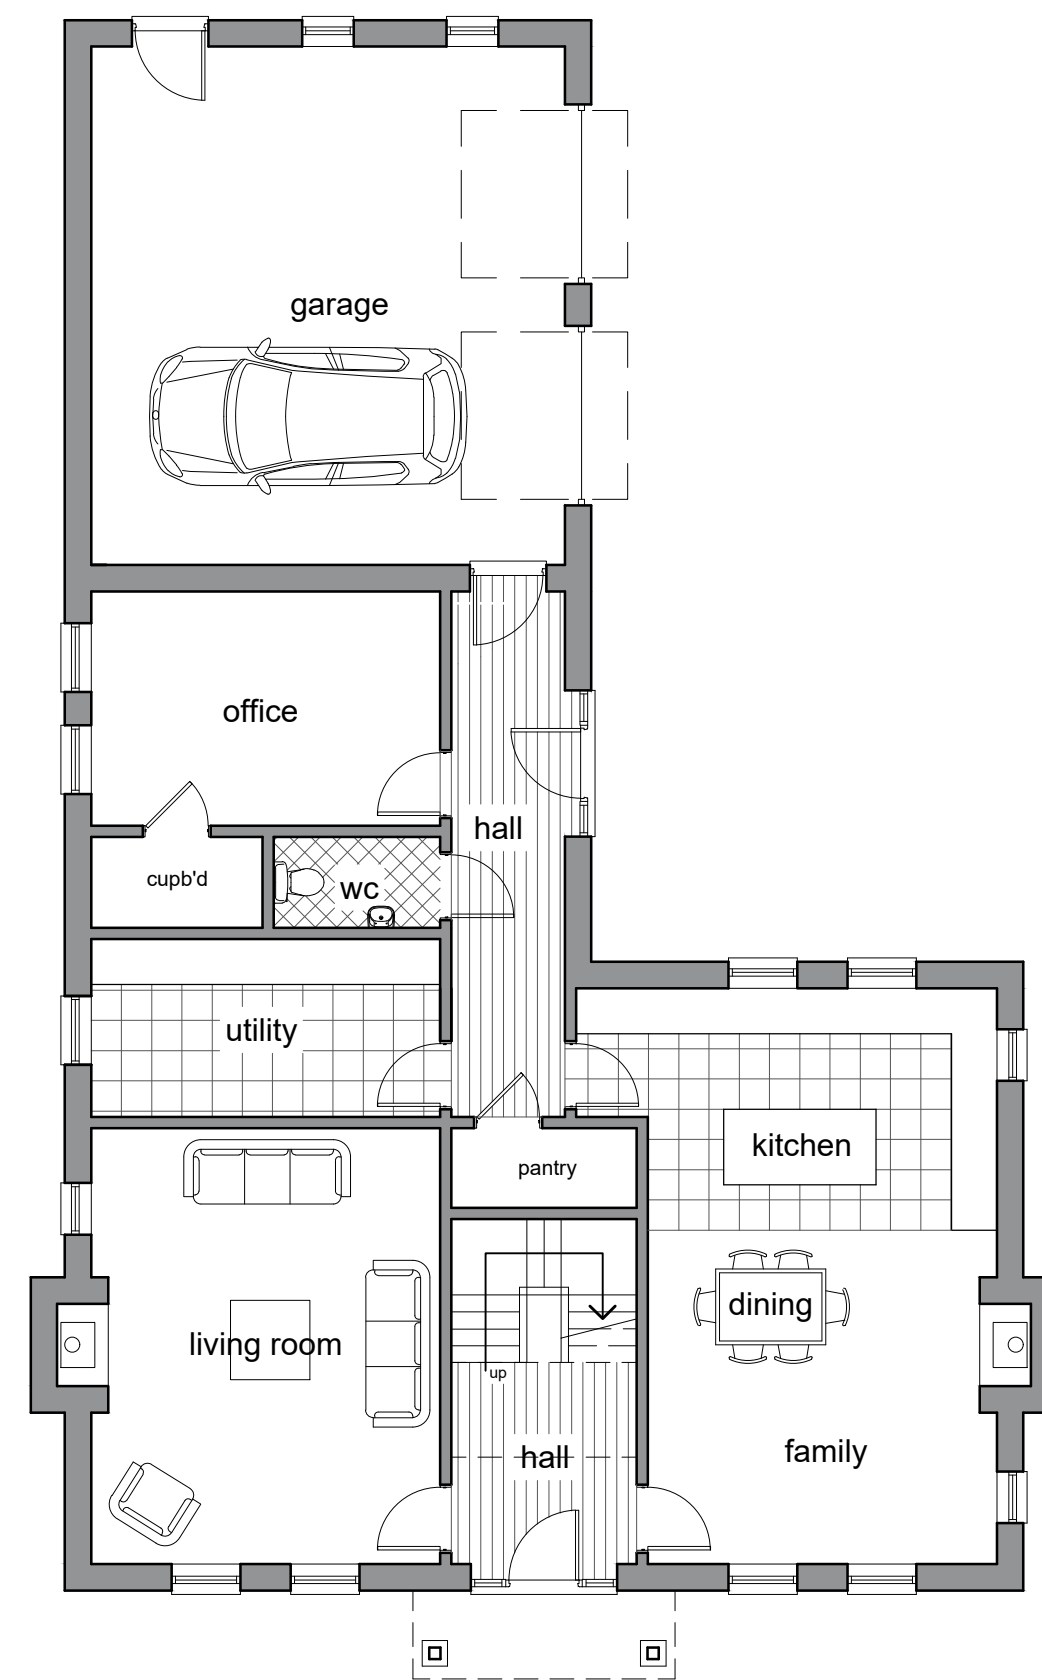 garage
office
hall
cupb'd
wc
utility
kitchen
pantry
dining
living room
up
family
hall